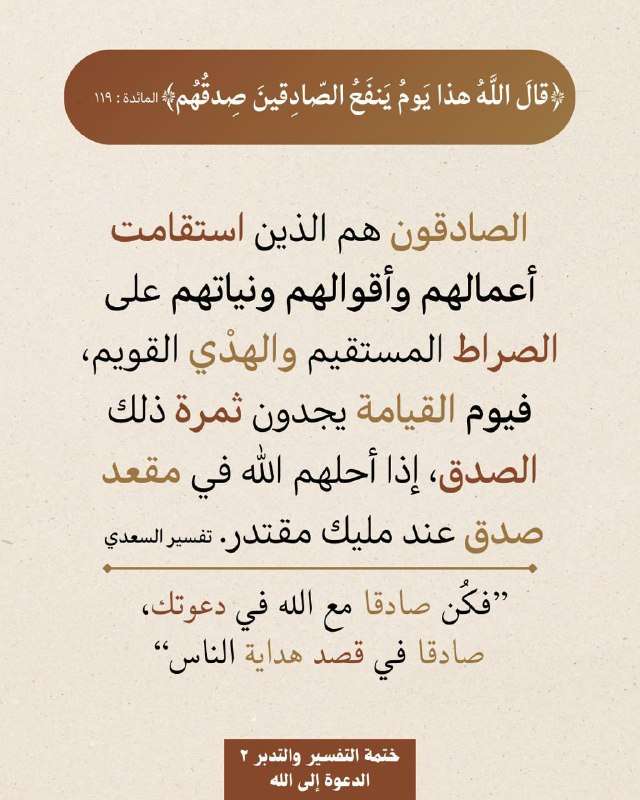 ﴿قالَ اللَّهُ هذا يَومُ يَنفَعُ الصّادِقينَ صِدقُهُم﴾ المائدة : ١١٩
الصادقون هم الذين استقامت
أعمالهم وأقوالهم ونياتهم على
الصراط المستقيم والهدْي القويم،
فيوم القيامة يجدون ثمرة ذلك
الصدق، إذا أحلهم الله في مقعد
صدق عند مليك مقتدر. تفسير السعدي
”فكُن صادقا مع الله في دعوتك،
صادقا في قصد هداية الناس“
ختمة التفسير والتدبر ٢
الدعوة إلى الله